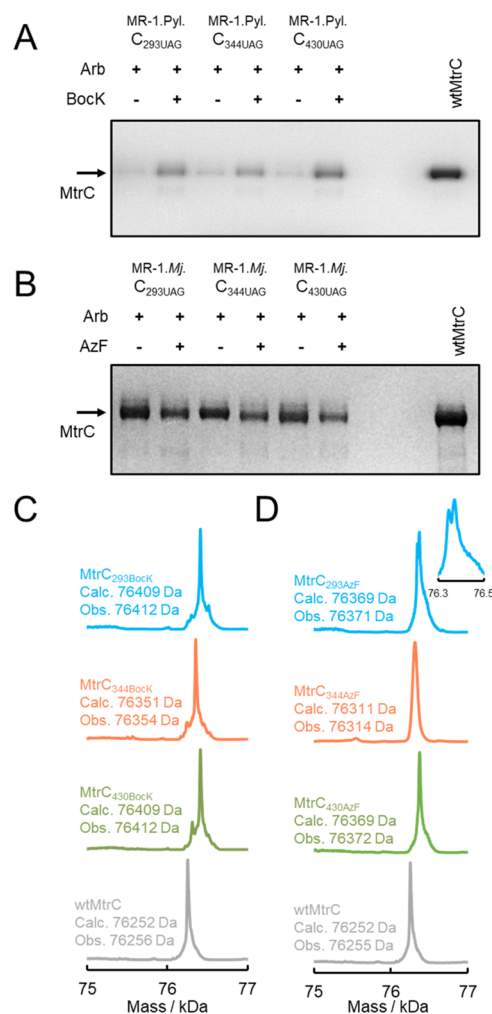 A
MR-1.Pyl. MR-1.Pyl. MR-1.Pyl.
C293UAG C344UAG C430UAG
Arb + + + + + +
BocK - + - + - +
wtMtrC
MtrC
B
MR-1.Mj. MR-1.Mj. MR-1.Mj.
C293UAG C344UAG C430UAG
Arb + + + + + +
AzF - + - + - +
wtMtrC
MtrC
C
MtrC293BocK
Calc. 76409 Da
Obs. 76412 Da
MtrC344BocK
Calc. 76351 Da
Obs. 76354 Da
MtrC430BocK
Calc. 76409 Da
Obs. 76412 Da
wtMtrC
Calc. 76252 Da
Obs. 76256 Da
75 76 77
Mass / kDa
D
76.3 76.5
MtrC293AzF
Calc. 76369 Da
Obs. 76371 Da
MtrC344AzF
Calc. 76311 Da
Obs. 76314 Da
MtrC430AzF
Calc. 76369 Da
Obs. 76372 Da
wtMtrC
Calc. 76252 Da
Obs. 76255 Da
75 76 77
Mass / kDa